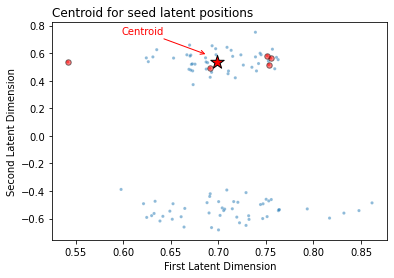 Centroid for seed latent positions
Centroid
Second Latent Dimension
0.8
0.6
0.4
0.2
0.0
−0.2
−0.4
−0.6
0.55 0.60 0.65 0.70 0.75 0.80 0.85
First Latent Dimension